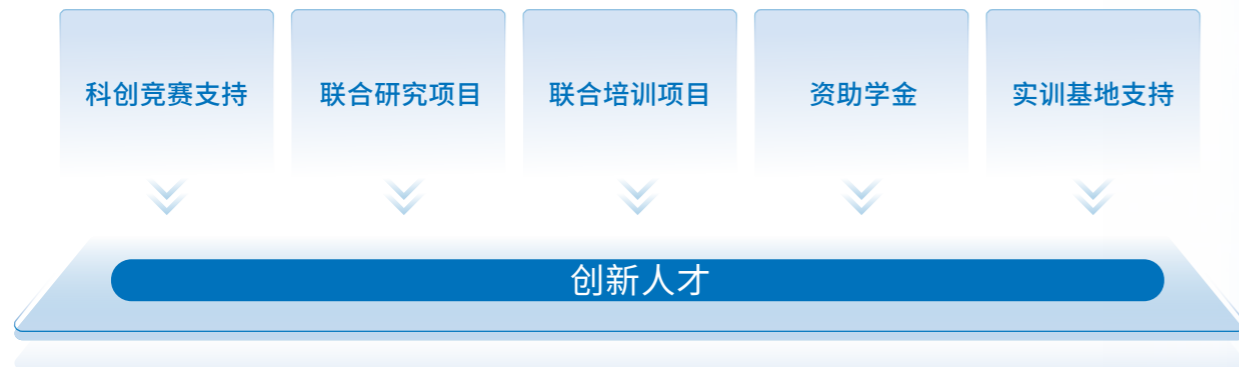 科创竞赛支持
联合研究项目
联合培训项目
资助学金
实训基地支持
创新人才